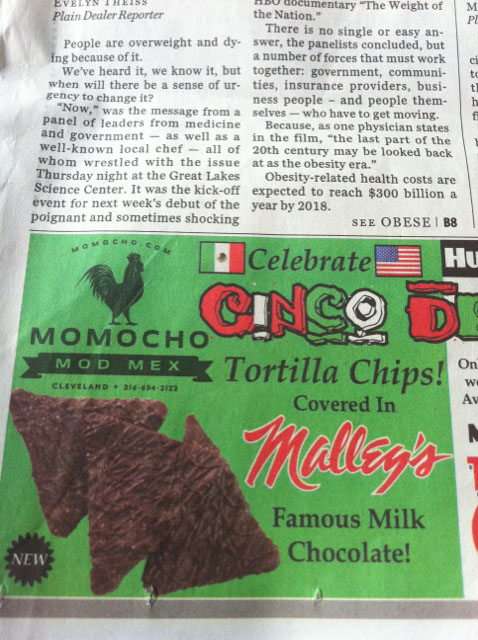 EVELYN THEISS
Plain Dealer Reporter
People are overweight and dy-
ing because of it.
We've heard it, we know it, but
when will there be a sense of ur-
gency to change it?
"Now," was the message from a
panel of leaders from medicine
and government — as well as a
well-known local chef — all of
whom wrestled with the issue
Thursday night at the Great Lakes
Science Center. It was the kick-off
event for next week's debut of the
poignant and sometimes shocking
HBO documentary "The Weight of
the Nation."
There is no single or easy an-
swer, the panelists concluded, but
a number of forces that must work
together: government, communi-
ties, insurance providers, busi-
ness people – and people them-
selves — who have to get moving.
Because, as one physician states
in the film, "the last part of the
20th century may be looked back
at as the obesity era."
Obesity-related health costs are
expected to reach $300 billion a
year by 2018.
SEE OBESE | B8
MOMOCHO.COM
MOMOCHO
MOD MEX
CLEVELAND • 216-694-2122
Celebrate
CINCO D
Tortilla Chips!
Covered In
Malley's
Famous Milk
Chocolate!
NEW